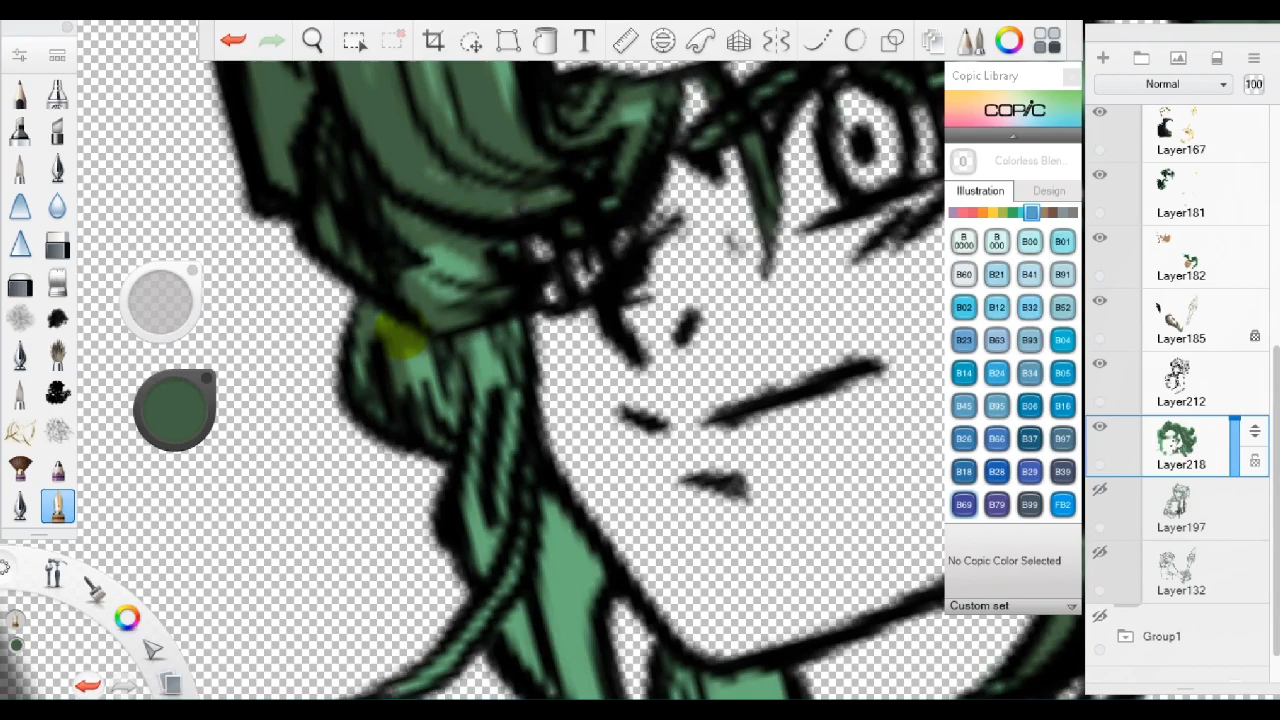 T
Copic Library
COPIC
0 Colorless Blen..
Illustration Design
B 0000 B 000 B00 B01
B60 B21 B41 B91
B02 B12 B32 B52
B23 B63 B93 B04
B14 B24 B34 B05
B45 B95 B06 B16
B26 B66 B37 B97
B18 B28 B29 B39
B69 B79 B99 FB2
No Copic Color Selected
Custom set
Normal 100
Layer167
Layer181
Layer182
Layer185
Layer212
Layer218
Layer197
Layer132
Group1